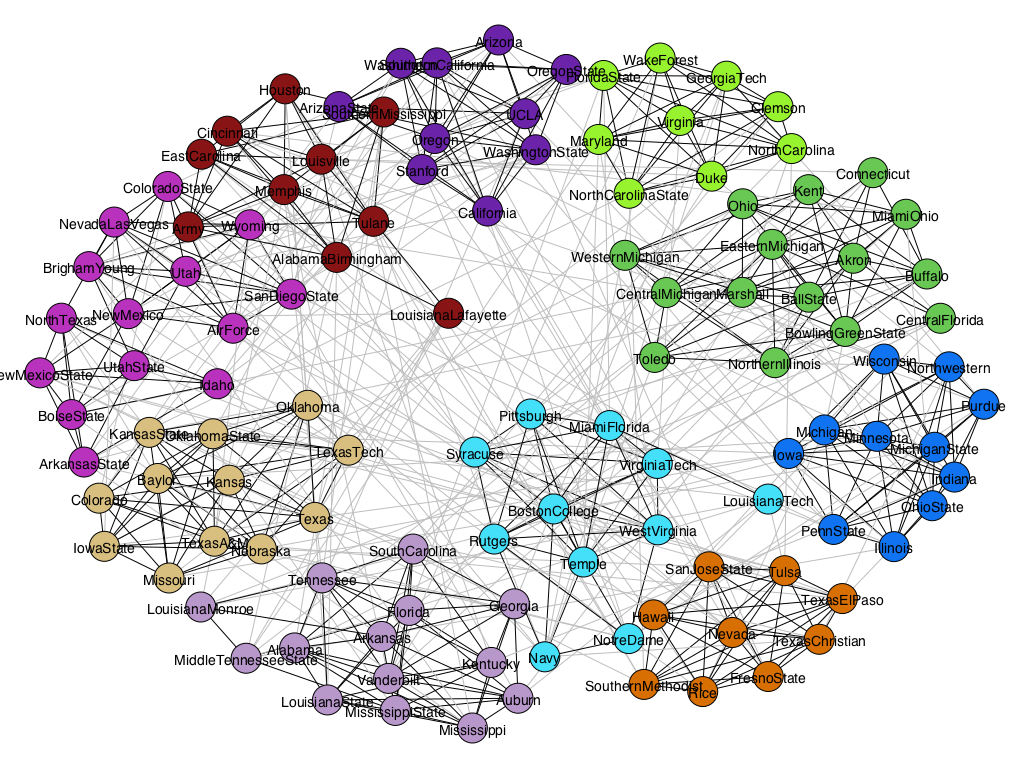 Arizona
Washington
SouthernCalifornia
OregonState
FloridaState
WakeForest
GeorgiaTech
Houston
ArizonaState
SouthernMississippi
UCLA
Clemson
Cincinnati
Oregon
Virginia
Maryland
WashingtonState
NorthCarolina
EastCarolina
Louisville
Stanford
Duke
Connecticut
ColoradoState
Memphis
NorthCarolinaState
Kent
NevadaLasVegas
Army
Wyoming
Tulane
California
Ohio
MiamiOhio
BrighamYoung
Utah
AlabamaBirmingham
WesternMichigan
EasternMichigan
Akron
Buffalo
SanDiegoState
CentralMichigan
Marshall
BallState
NorthTexas
NewMexico
AirForce
LouisianaLafayette
BowlingGreenState
CentralFlorida
UtahState
Toledo
NorthernIllinois
Wisconsin
Northwestern
ewMexicoState
Idaho
Oklahoma
Purdue
BoiseState
Pittsburgh
MiamiFlorida
KansasState
OklahomaState
Michigan
Minnesota
MichiganState
TexasTech
Syracuse
VirginiaTech
Iowa
ArkansasState
Baylor
Kansas
Indiana
Colorado
LouisianaTech
OhioState
Texas
BostonCollege
WestVirginia
PennState
IowaState
TexasA&M
Nebraska
Rutgers
Illinois
SouthCarolina
Temple
SanJoseState
Tulsa
Missouri
Tennessee
LouisianaMonroe
Florida
Georgia
Hawaii
TexasElPaso
Arkansas
NotreDame
Nevada
TexasChristian
Alabama
MiddleTennesseeState
Kentucky
Navy
Vanderbilt
SouthernMethodist
Rice
FresnoState
LouisianaState
MississippiState
Auburn
Mississippi